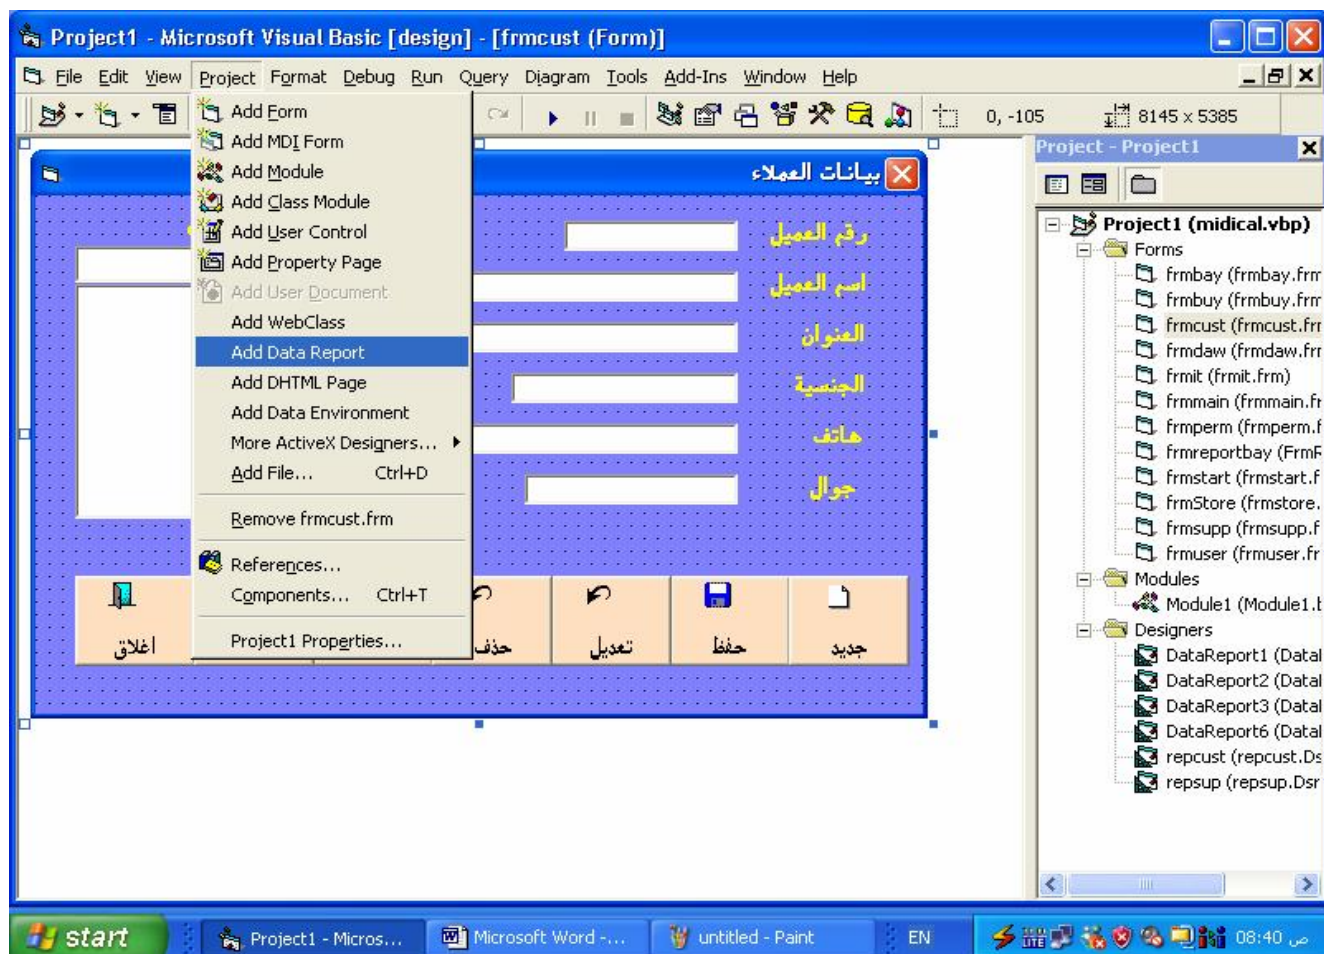 Project1 - Microsoft Visual Basic [design] - [frmcust (Form)]
File Edit View Project Format Debug Run Query Diagram Tools Add-Ins Window Help
0, -105 8145 x 5385
Add Form
Add MDI Form
Add Module
Add Class Module
Add User Control
Add Property Page
Add User Document
Add WebClass
Add Data Report
Add DHTML Page
Add Data Environment
More ActiveX Designers...
Add File... Ctrl+D
Remove frmcust.frm
References...
Components... Ctrl+T
Project1 Properties...
بيانات العملاء
رقم العميل
اسم العميل
العنوان
الجنسية
هاتف
جوال
جديد حفظ تعديل حذف اغلاق
Project - Project1
Project1 (midical.vbp)
Forms
frmbay (frmbay.frm
frmbuy (frmbuy.frm
frmcust (frmcust.frr
frmdaw (frmdaw.frr
frmit (frmit.frm)
frmmain (frmmain.fr
frmperm (frmperm.f
frmreportbay (FrmR
frmstart (frmstart.f
frmStore (frmstore.
frmsupp (frmsupp.f
frmuser (frmuser.fr
Modules
Module1 (Module1.b
Designers
DataReport1 (Datal
DataReport2 (Datal
DataReport3 (Datal
DataReport6 (Datal
repcust (repcust.Ds
repsup (repsup.Dsr
start Project1 - Micros... Microsoft Word -... untitled - Paint EN 08:40 ص